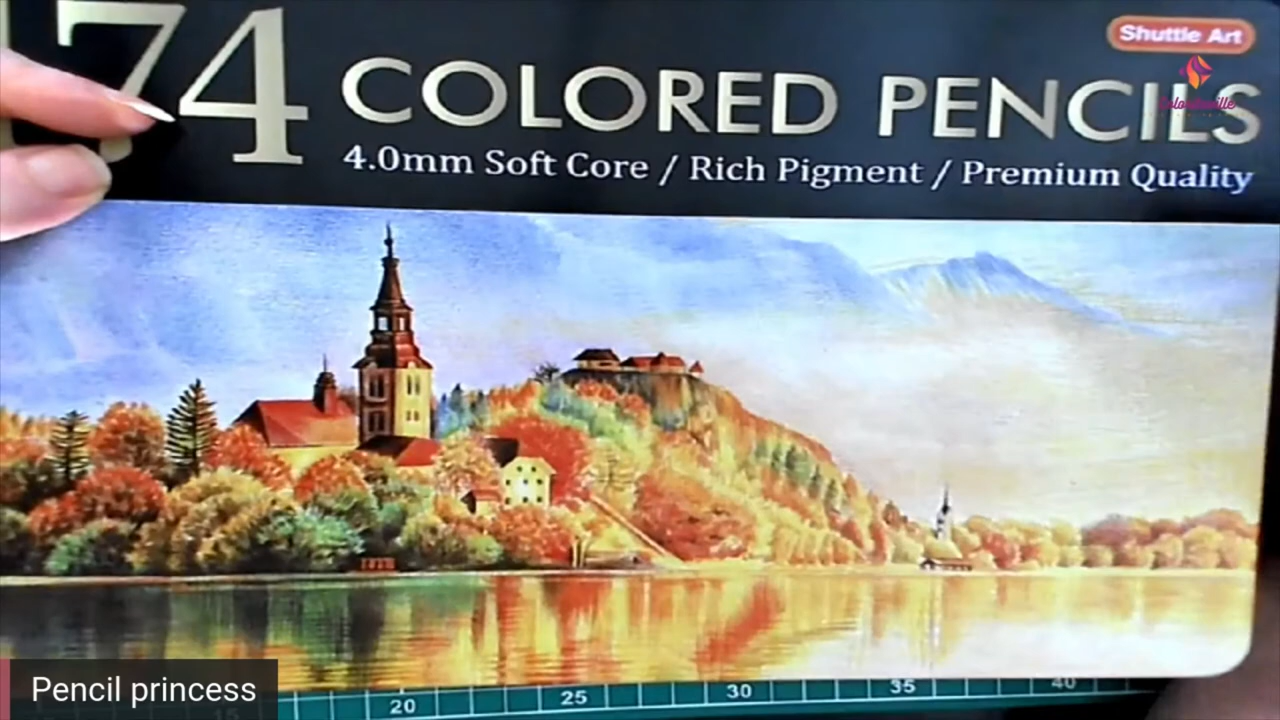 Shuttle Art
74
COLORED PENCILS
4.0mm Soft Core / Rich Pigment / Premium Quality
Pencil princess
20 25 30 35 40